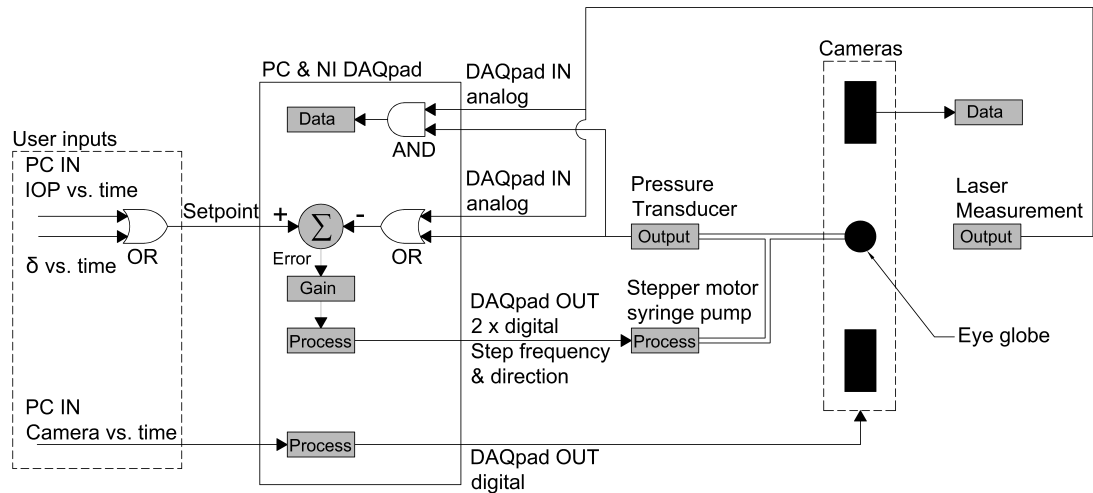 Cameras
PC & NI DAQpad
DAQpad IN
analog
Data
Data
AND
User inputs
PC IN
IOP vs. time
DAQpad IN
analog
Pressure
Transducer
Laser
Measurement
Setpoint
+
Σ
-
Output
Output
OR
OR
δ vs. time
Error
Gain
DAQpad OUT
2 x digital
Step frequency
& direction
Stepper motor
syringe pump
Process
Process
Eye globe
PC IN
Camera vs. time
Process
DAQpad OUT
digital